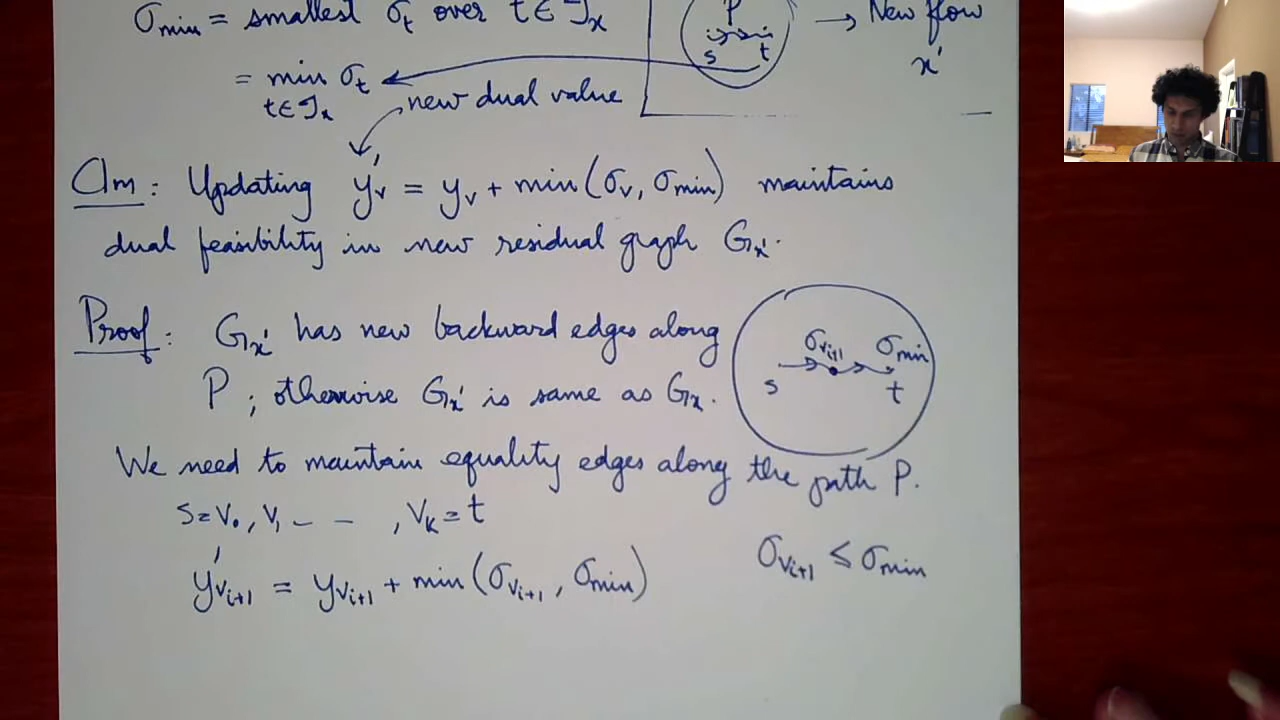 σmin = smallest σt over t ∈ Jx
= min σt
t∈Jx
P
s t
→ New flow
x'
new dual value
Clm: Updating y'v = yv + min(σv, σmin) maintains
dual feasibility in new residual graph Gx'.
Proof: Gx' has new backward edges along
P; otherwise Gx' is same as Gx.
σvi+1 σmin
s t
We need to maintain equality edges along the path P.
s=v0, v1 - - , vk=t
y'vi+1 = yvi+1 + min(σvi+1, σmin)
σvi+1 ≤ σmin